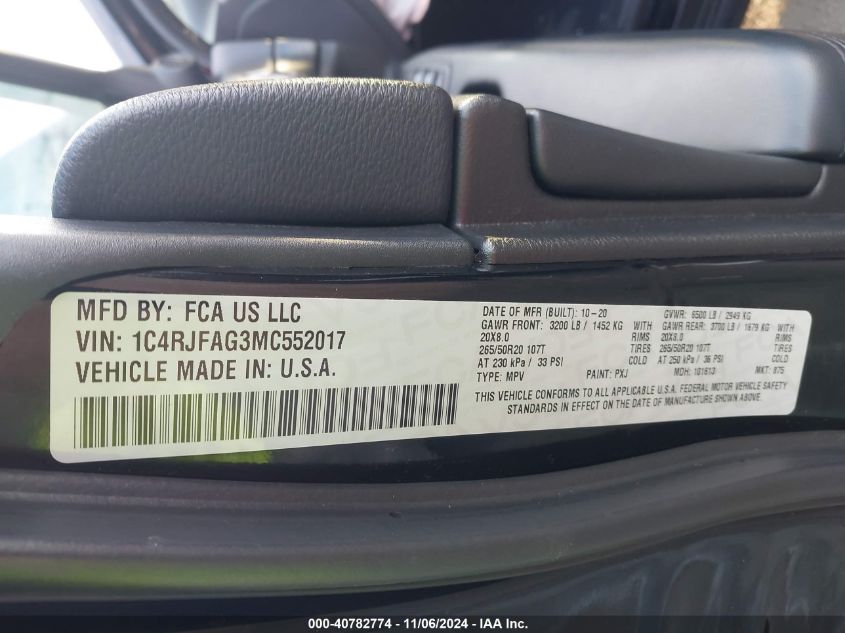 MFD BY: FCA US LLC
VIN: 1C4RJFAG3MC552017
VEHICLE MADE IN: U.S.A.
DATE OF MFR (BUILT): 10-20 GVWR: 6500 LB / 2949 KG
GAWR FRONT: 3200 LB / 1452 KG GAWR REAR: 3700 LB / 1679 KG
20X8.0 RIMS 20X8.0 RIMS
265/50R20 107T TIRES 265/50R20 107T TIRES
AT 230 kPa / 33 PSI COLD AT 250 kPa / 36 PSI COLD
TYPE: MPV PAINT: PXJ MDH: 101613 MKT: 875
THIS VEHICLE CONFORMS TO ALL APPLICABLE U.S.A. FEDERAL MOTOR VEHICLE SAFETY
STANDARDS IN EFFECT ON THE DATE OF MANUFACTURE SHOWN ABOVE.
000-40782774 - 11/06/2024 - IAA Inc.